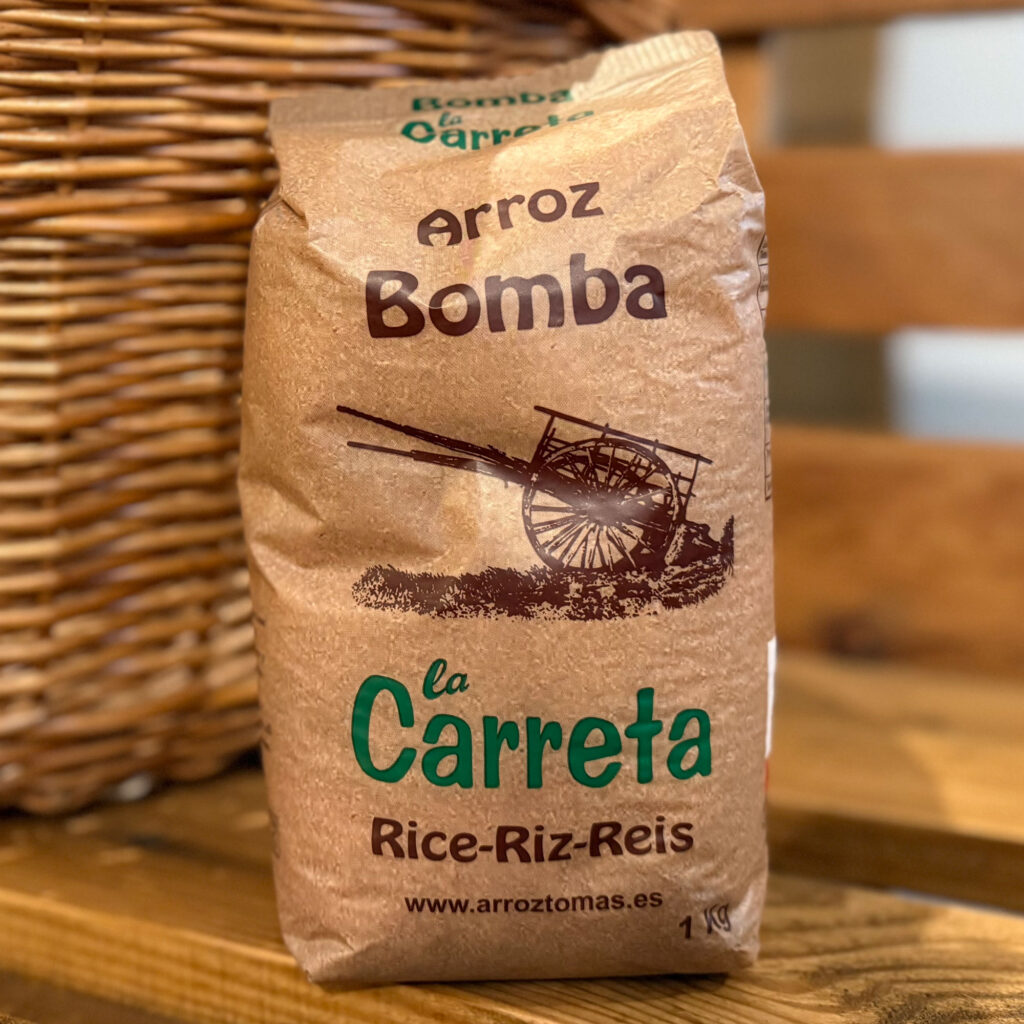 Bomba
la
Carreta
Arroz
Bomba
la
Carreta
Rice-Riz-Reis
www.arroztomas.es
1 Kg